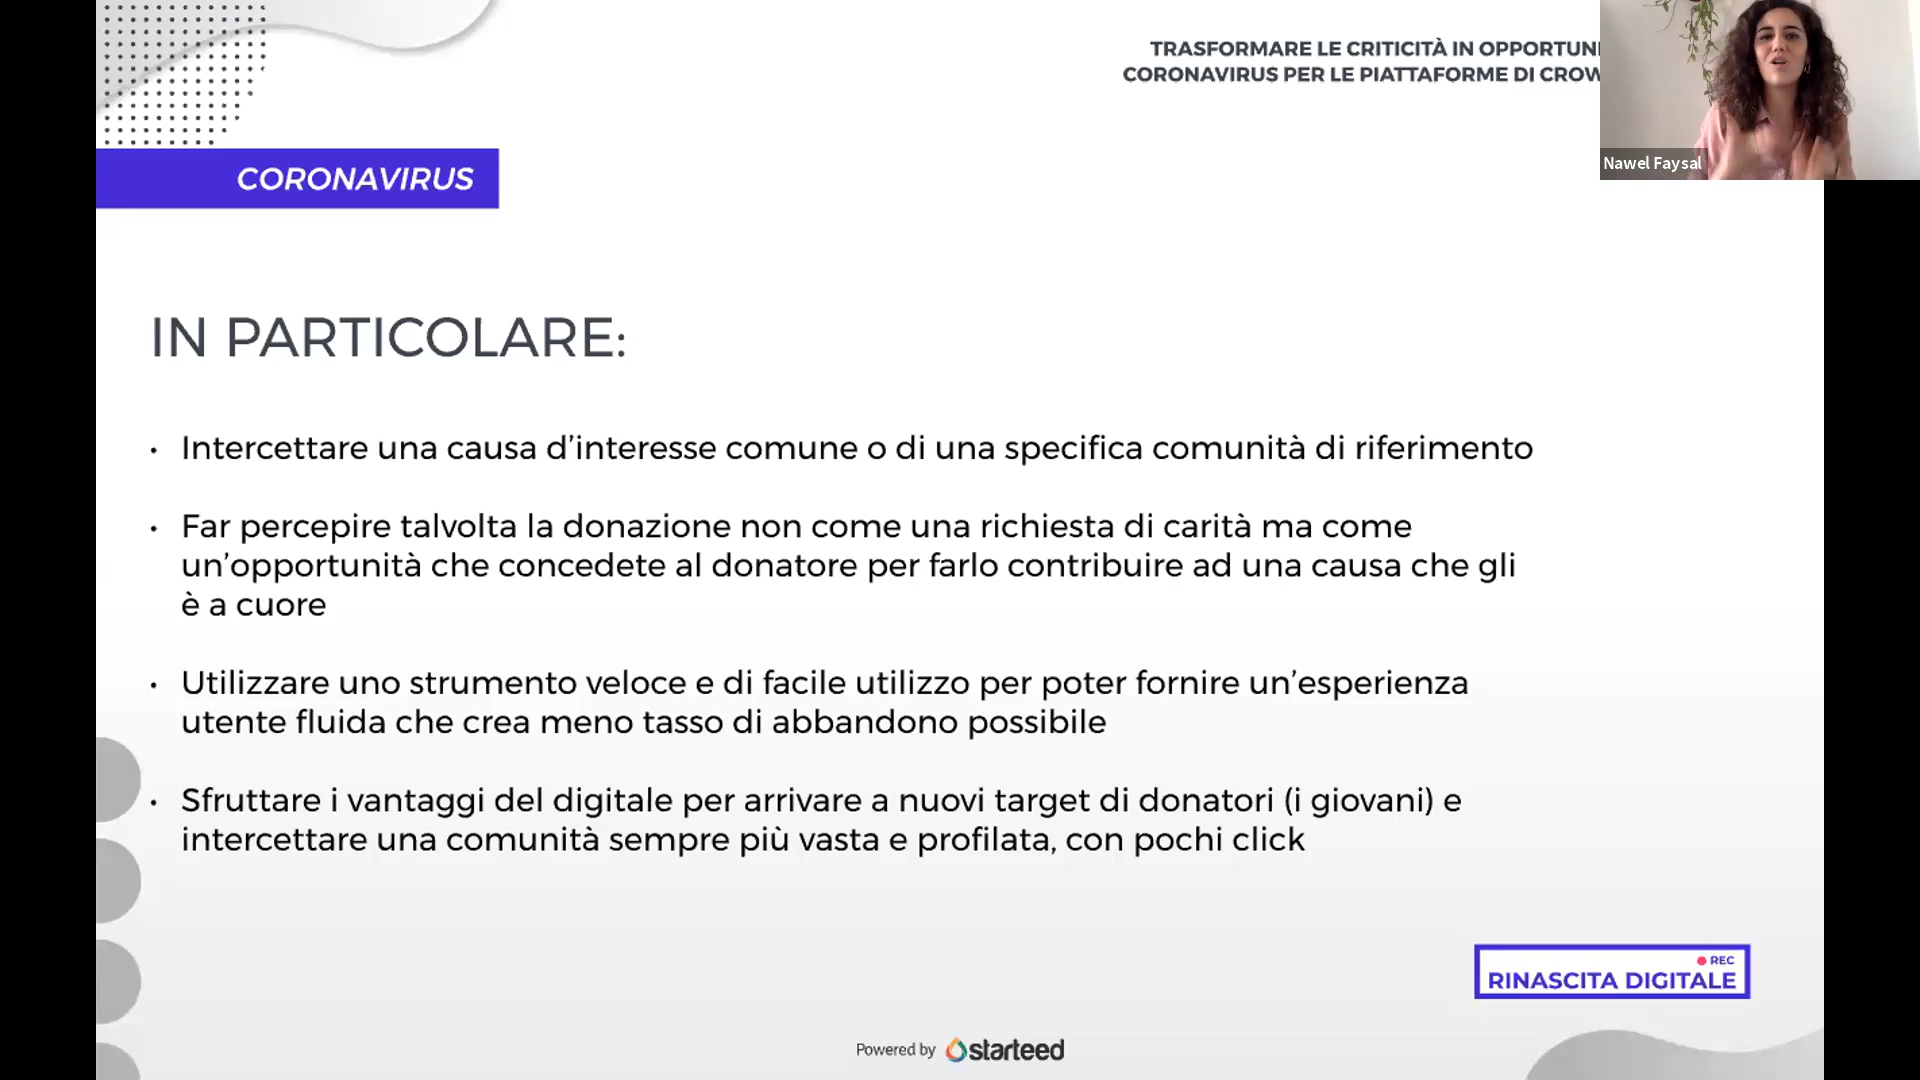 TRASFORMARE LE CRITICITÀ IN
CORONAVIRUS PER LE PIATTAFORME DI
Nawel Faysal
CORONAVIRUS
IN PARTICOLARE:
• Intercettare una causa d’interesse comune o di una specifica comunità di riferimento
• Far percepire talvolta la donazione non come una richiesta di carità ma come
un’opportunità che concedete al donatore per farlo contribuire ad una causa che gli
è a cuore
• Utilizzare uno strumento veloce e di facile utilizzo per poter fornire un’esperienza
utente fluida che crea meno tasso di abbandono possibile
• Sfruttare i vantaggi del digitale per arrivare a nuovi target di donatori (i giovani) e
intercettare una comunità sempre più vasta e profilata, con pochi click
REC
RINASCITA DIGITALE
Powered by starteed